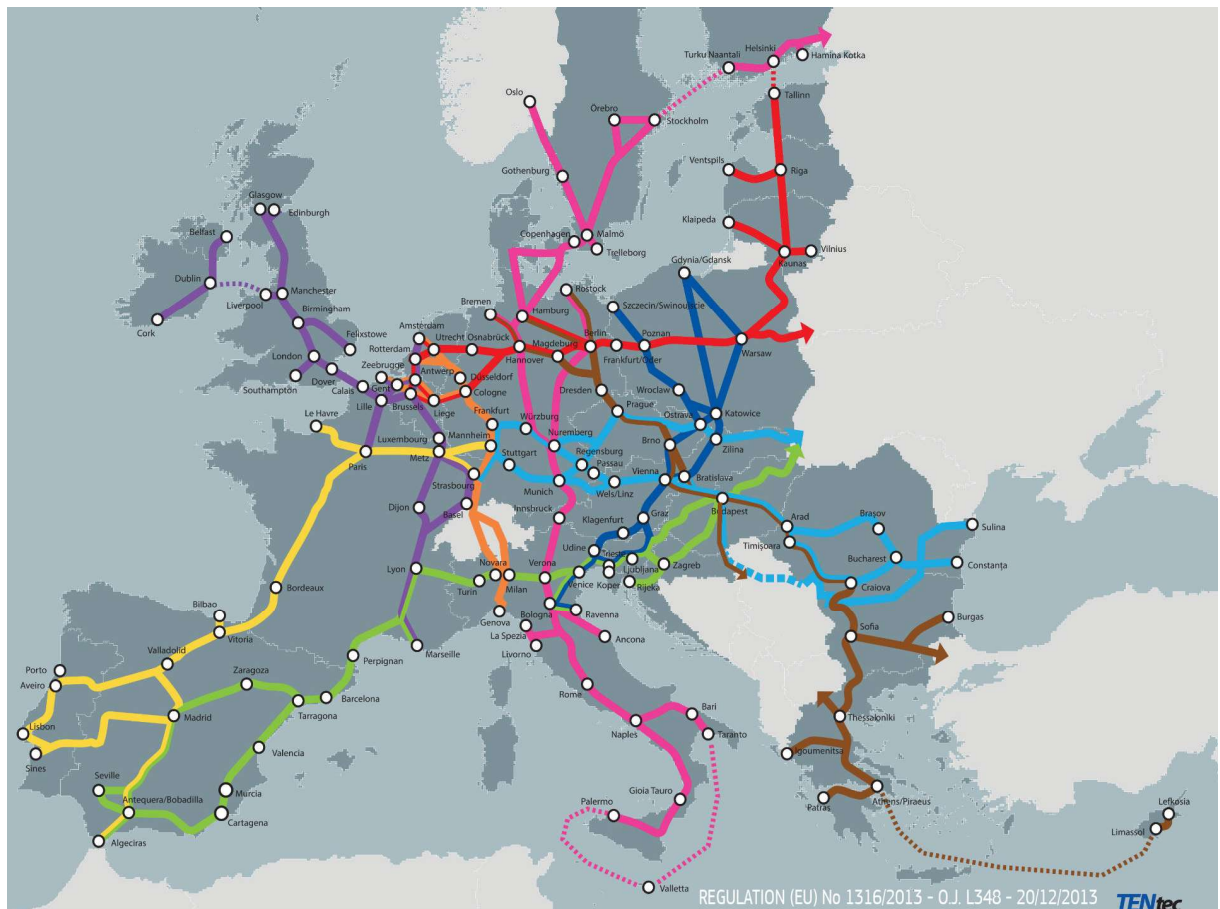 Turku Naantali
Helsinki
Hamina Kotka
Oslo
Örebro
Stockholm
Tallinn
Ventspils
Riga
Gothenburg
Glasgow
Edinburgh
Klaipeda
Belfast
Copenhagen
Malmö
Trelleborg
Vilnius
Kaunas
Gdynia/Gdansk
Dublin
Liverpool
Manchester
Rostock
Bremen
Szczecin/Swinoujscie
Cork
Birmingham
Hamburg
Felixstowe
Amsterdam
Utrecht
Osnabrück
Berlin
Poznan
Magdeburg
Rotterdam
Hannover
Frankfurt/Oder
Warsaw
London
Zeebrugge
Antwerp
Düsseldorf
Southampton
Dover
Calais
Gent
Cologne
Dresden
Wroclaw
Lille
Brussels
Liege
Le Havre
Frankfurt
Würzburg
Prague
Ostrava
Katowice
Luxembourg
Mannheim
Nuremberg
Brno
Zilina
Paris
Metz
Stuttgart
Regensburg
Passau
Vienna
Strasbourg
Munich
Wels/Linz
Bratislava
Dijon
Basel
Innsbruck
Klagenfurt
Graz
Budapest
Arad
Braşov
Sulina
Udine
Trieste
Timişoara
Bucharest
Constanţa
Lyon
Novara
Verona
Ljubljana
Zagreb
Turin
Milan
Venice
Koper
Rijeka
Craiova
Bordeaux
Bilbao
Genova
Bologna
Ravenna
Vitoria
La Spezia
Livorno
Ancona
Sofia
Burgas
Marseille
Porto
Valladolid
Zaragoza
Perpignan
Aveiro
Rome
Madrid
Tarragona
Barcelona
Bari
Thessaloniki
Lisbon
Naples
Taranto
Sines
Valencia
Igoumenitsa
Seville
Murcia
Antequera/Bobadilla
Cartagena
Palermo
Gioia Tauro
Patras
Athens/Piraeus
Lefkosia
Limassol
Algeciras
Valletta
REGULATION (EU) No 1316/2013 - O.J. L348 - 20/12/2013
TENtec